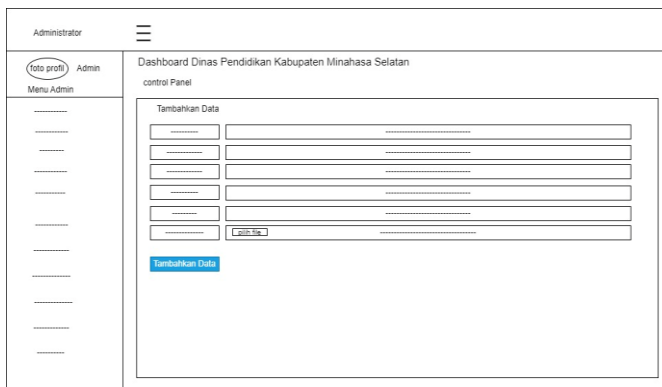 Administrator
foto profil Admin
Menu Admin
Dashboard Dinas Pendidikan Kabupaten Minahasa Selatan
control Panel
Tambahkan Data
pilih file
Tambahkan Data